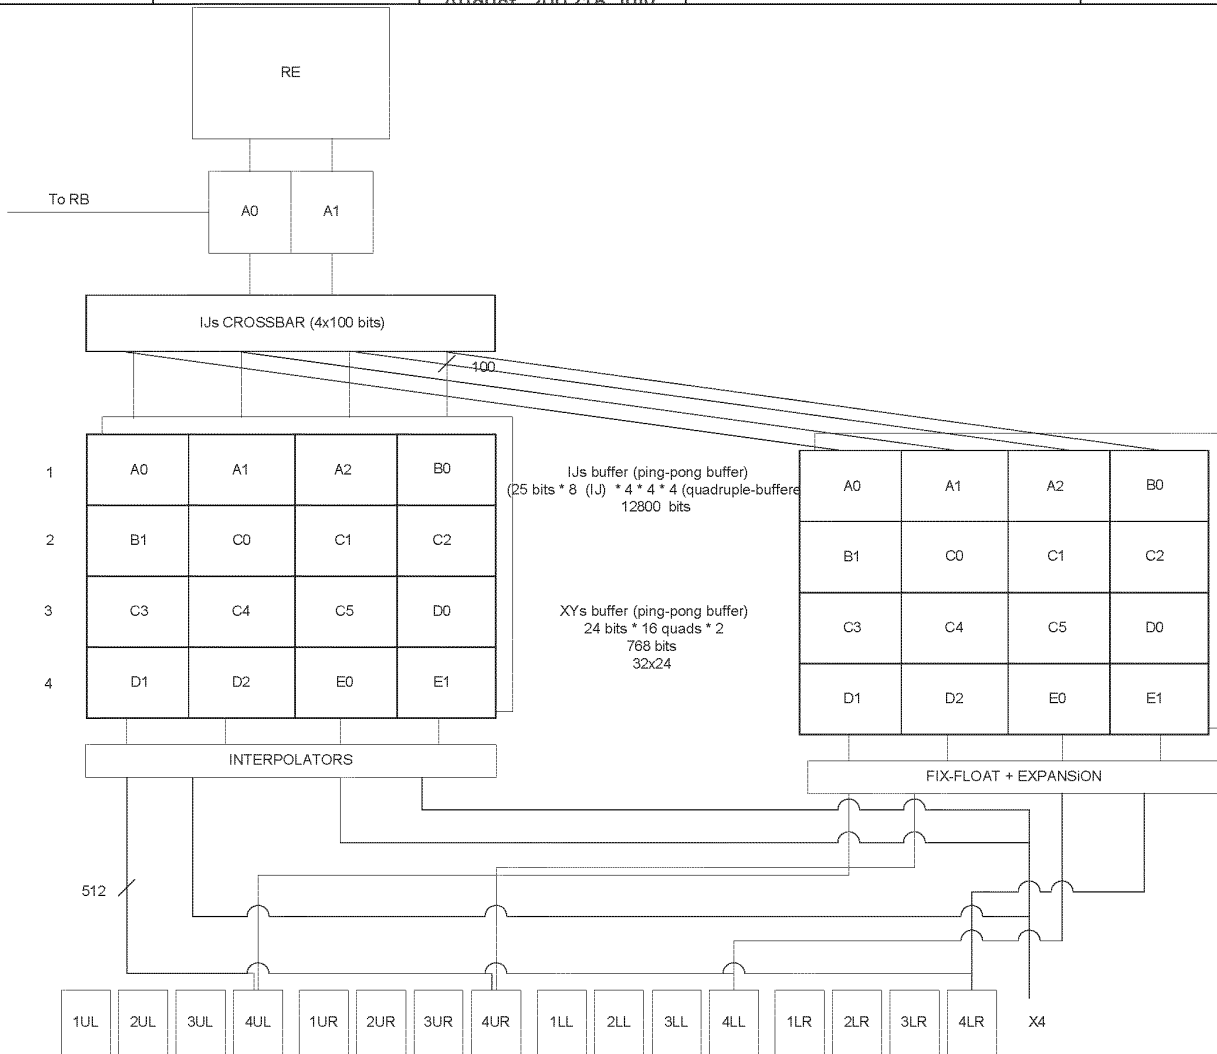 RE
To RB
A0 A1
IJs CROSSBAR (4x100 bits)
100
1 A0 A1 A2 B0
2 B1 C0 C1 C2
3 C3 C4 C5 D0
4 D1 D2 E0 E1
IJs buffer (ping-pong buffer)
(25 bits * 8 (IJ) * 4 * 4 * 4 (quadruple-buffere
12800 bits
XYs buffer (ping-pong buffer)
24 bits * 16 quads * 2
768 bits
32x24
A0 A1 A2 B0
B1 C0 C1 C2
C3 C4 C5 D0
D1 D2 E0 E1
INTERPOLATORS
FIX-FLOAT + EXPANSiON
512
1UL 2UL 3UL 4UL 1UR 2UR 3UR 4UR 1LL 2LL 3LL 4LL 1LR 2LR 3LR 4LR X4